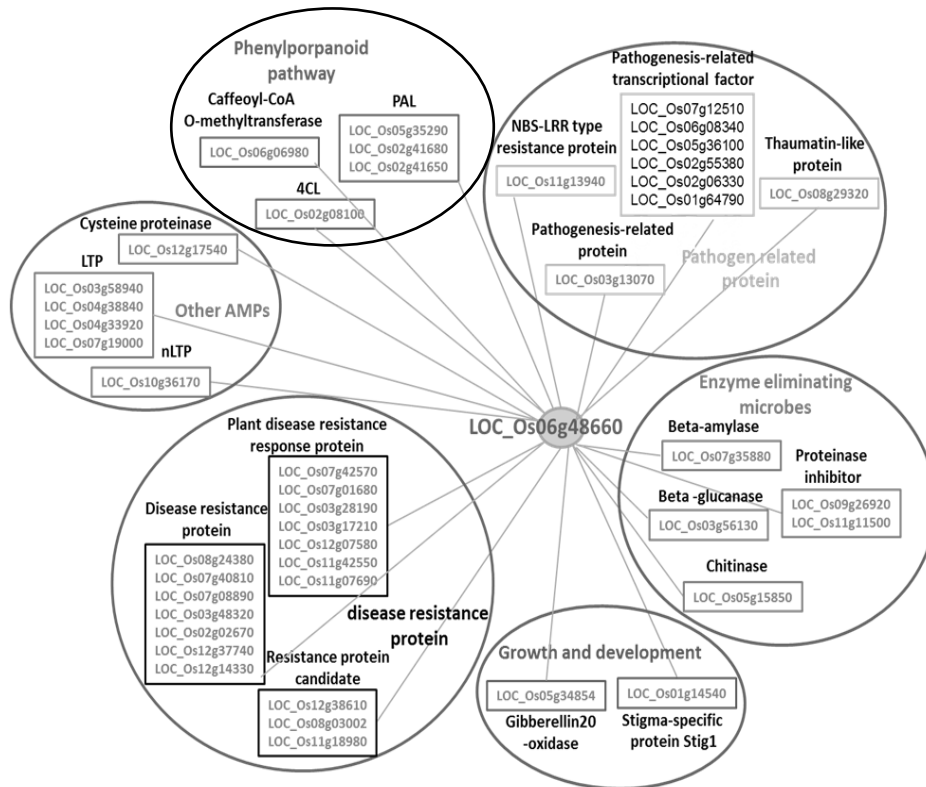 Phenylporpanoid
pathway
Caffeoyl-CoA
O-methyltransferase
LOC_Os06g06980
PAL
LOC_Os05g35290
LOC_Os02g41680
LOC_Os02g41650
4CL
LOC_Os02g08100
Pathogenesis-related
transcriptional factor
LOC_Os07g12510
LOC_Os06g08340
LOC_Os05g36100
LOC_Os02g55380
LOC_Os02g06330
LOC_Os01g64790
NBS-LRR type
resistance protein
LOC_Os11g13940
Thaumatin-like
protein
LOC_Os08g29320
Pathogenesis-related
protein
LOC_Os03g13070
Pathogen related
protein
Cysteine proteinase
LOC_Os12g17540
LTP
LOC_Os03g58940
LOC_Os04g38840
LOC_Os04g33920
LOC_Os07g19000
Other AMPs
nLTP
LOC_Os10g36170
LOC_Os06g48660
Enzyme eliminating
microbes
Beta-amylase
LOC_Os07g35880
Proteinase
inhibitor
LOC_Os09g26920
LOC_Os11g11500
Beta -glucanase
LOC_Os03g56130
Chitinase
LOC_Os05g15850
Plant disease resistance
response protein
LOC_Os07g42570
LOC_Os07g01680
LOC_Os03g28190
LOC_Os03g17210
LOC_Os12g07580
LOC_Os11g42550
LOC_Os11g07690
Disease resistance
protein
LOC_Os08g24380
LOC_Os07g40810
LOC_Os07g08890
LOC_Os03g48320
LOC_Os02g02670
LOC_Os12g37740
LOC_Os12g14330
disease resistance
protein
Resistance protein
candidate
LOC_Os12g38610
LOC_Os08g03002
LOC_Os11g18980
Growth and development
LOC_Os05g34854
Gibberellin20
-oxidase
LOC_Os01g14540
Stigma-specific
protein Stig1